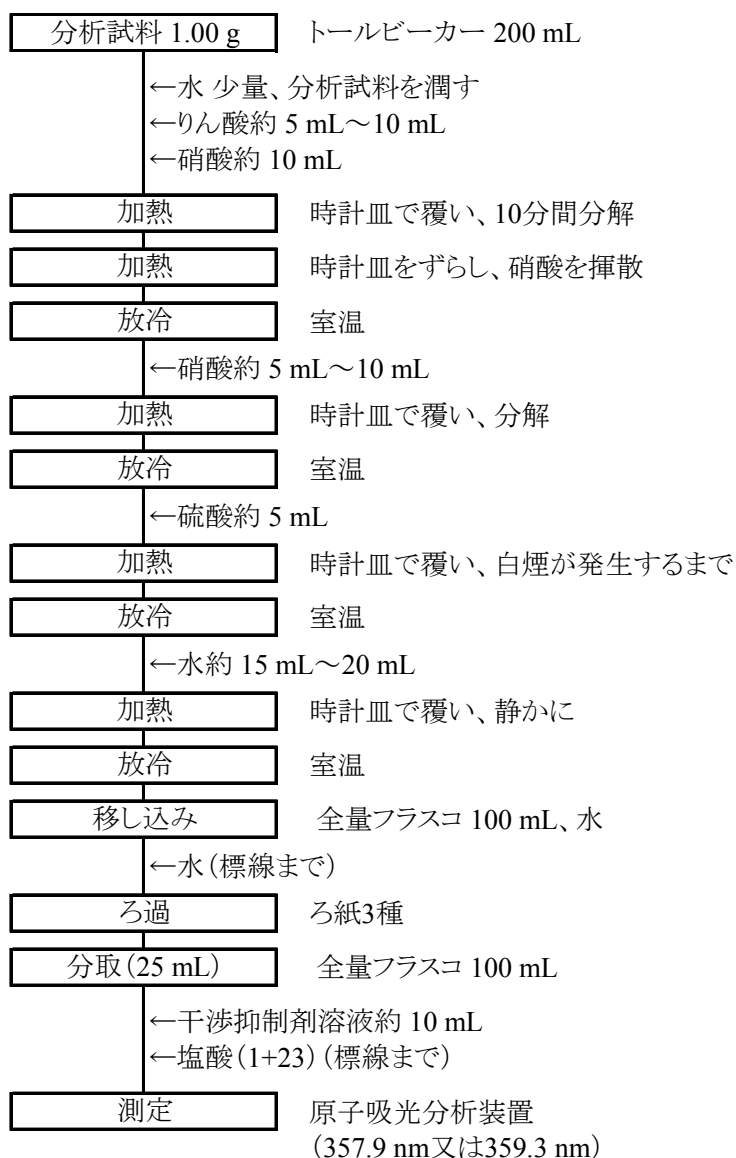 分析試料 1.00 g トールビーカー 200 mL
←水 少量、分析試料を潤す
←りん酸約 5 mL～10 mL
←硝酸約 10 mL
加熱 時計皿で覆い、10分間分解
加熱 時計皿をずらし、硝酸を揮散
放冷 室温
←硝酸約 5 mL～10 mL
加熱 時計皿で覆い、分解
放冷 室温
←硫酸約 5 mL
加熱 時計皿で覆い、白煙が発生するまで
放冷 室温
←水約 15 mL～20 mL
加熱 時計皿で覆い、静かに
放冷 室温
移し込み 全量フラスコ 100 mL、水
←水（標線まで）
ろ過 ろ紙3種
分取（25 mL） 全量フラスコ 100 mL
←干渉抑制剤溶液約 10 mL
←塩酸（1+23）（標線まで）
測定 原子吸光分析装置
（357.9 nm又は359.3 nm）